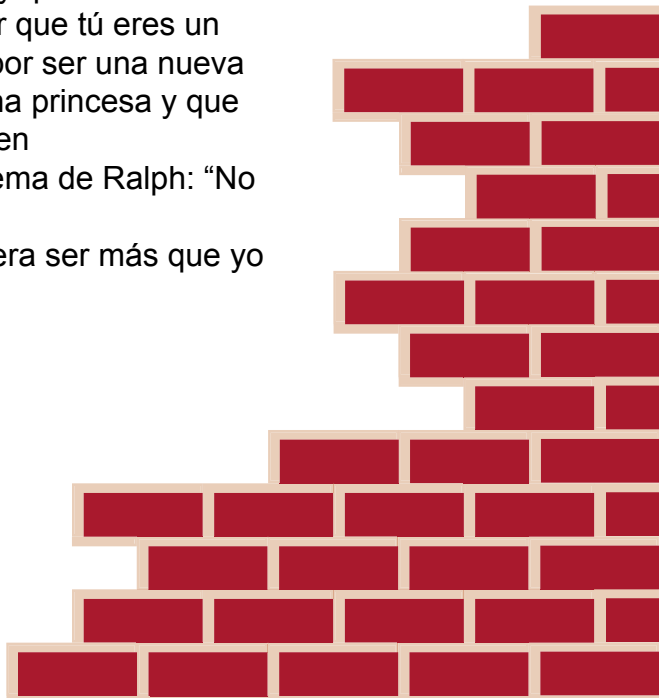 r que tú eres un
por ser una nueva
na princesa y que
en
ema de Ralph: “No
era ser más que yo